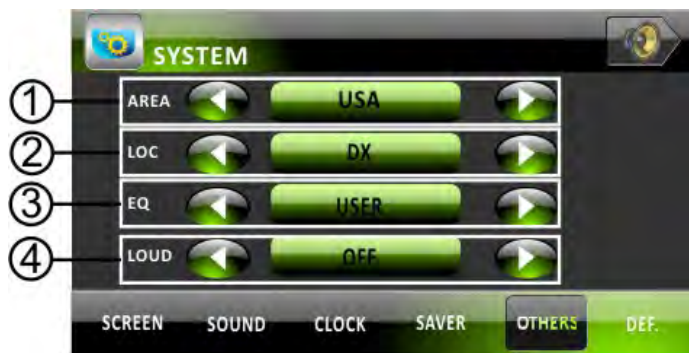 SYSTEM
① AREA USA
② LOC DX
③ EQ USER
④ LOUD OFF
SCREEN SOUND CLOCK SAVER OTHERS DEF.